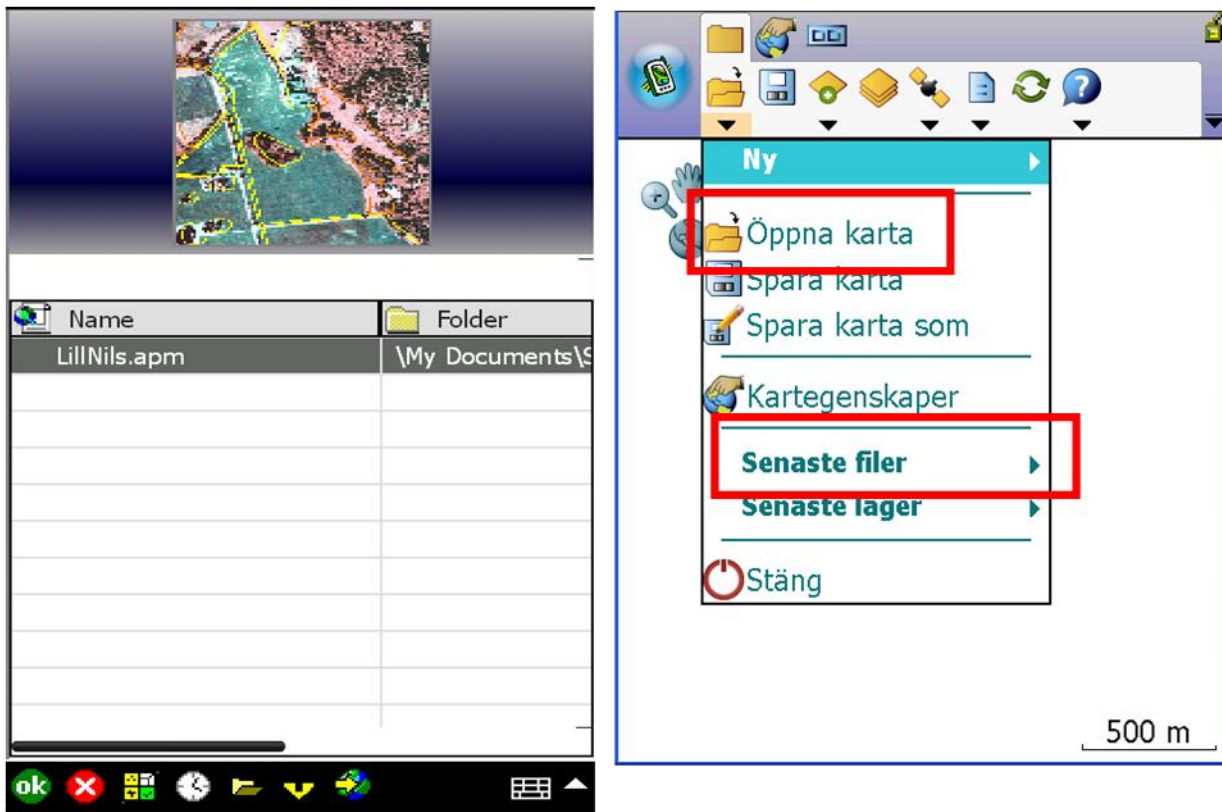 Name Folder
LillNils.apm \My Documents\S
ok
Ny
Öppna karta
Spara karta
Spara karta som
Kartegenskaper
Senaste filer
Senaste lager
Stäng
500 m